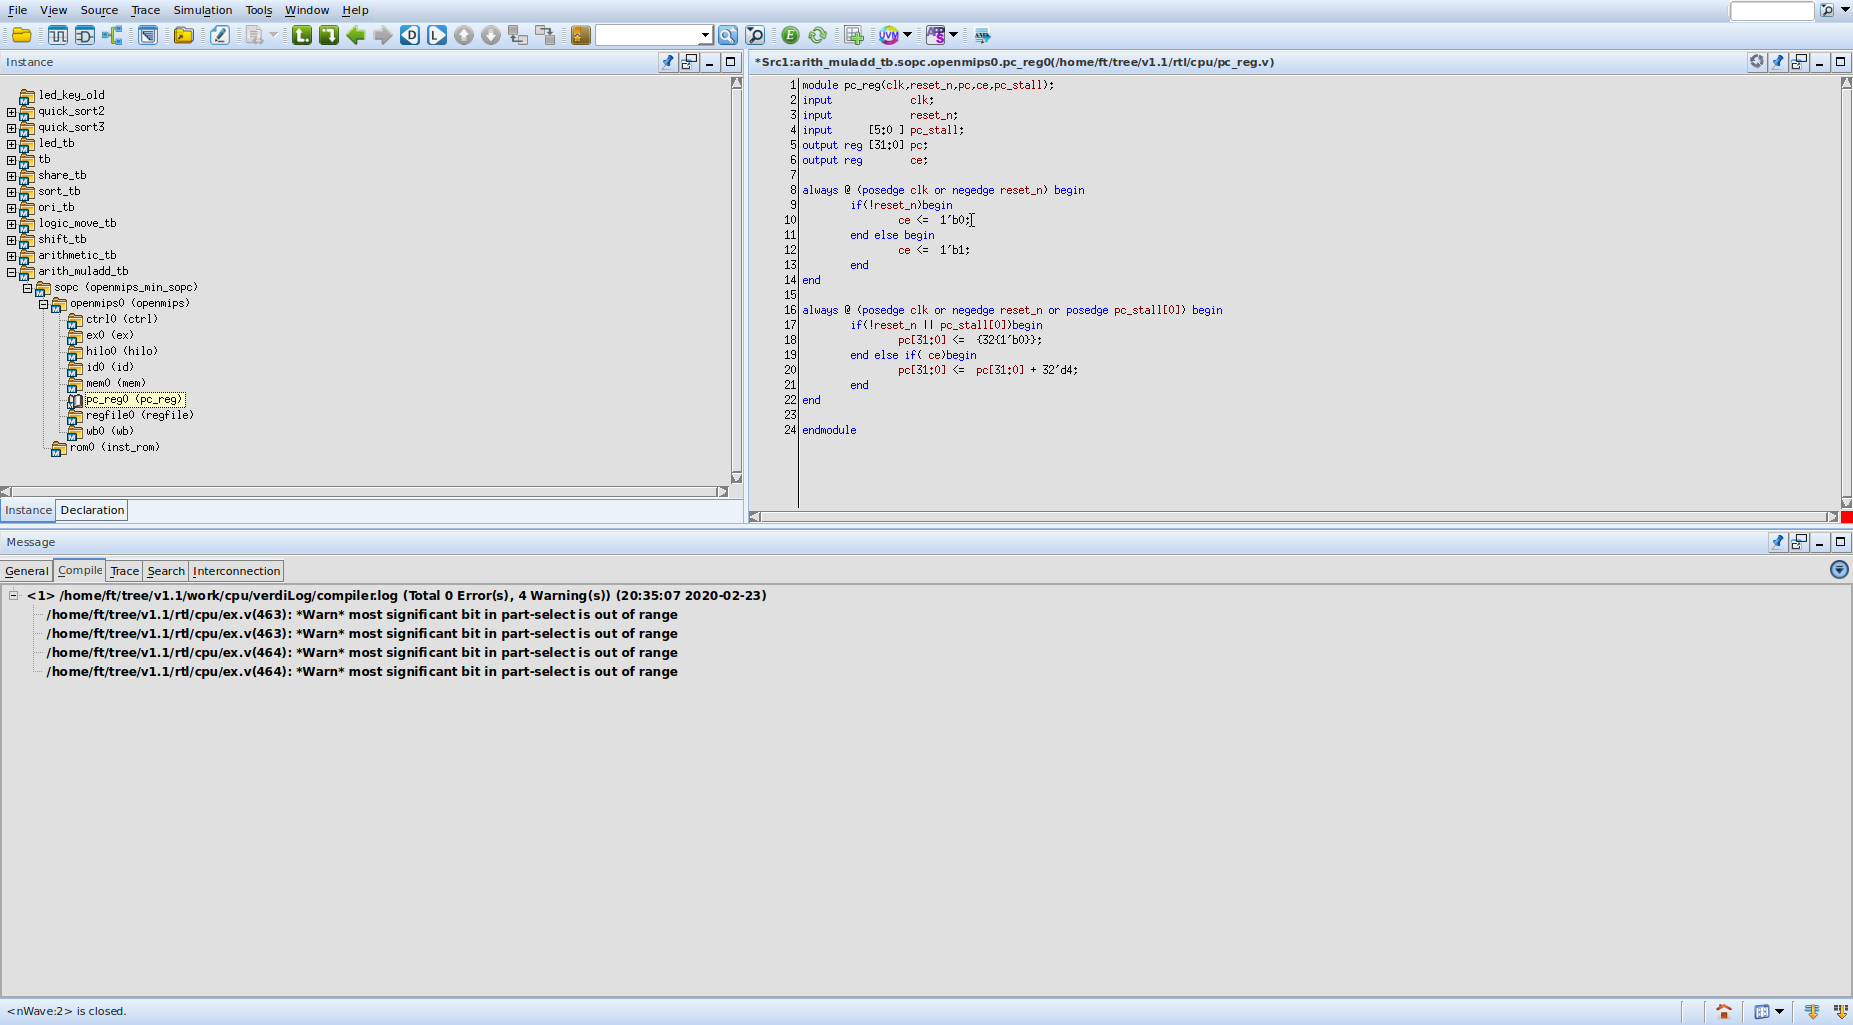 File View Source Trace Simulation Tools Window Help
Instance
led_key_old
quick_sort2
quick_sort3
led_tb
tb
share_tb
sort_tb
ori_tb
logic_move_tb
shift_tb
arithmetic_tb
arith_muladd_tb
sopc (openmips_min_sopc)
openmips0 (openmips)
ctrl0 (ctrl)
ex0 (ex)
hilo0 (hilo)
id0 (id)
mem0 (mem)
pc_reg0 (pc_reg)
regfile0 (regfile)
wb0 (wb)
rom0 (inst_rom)
Instance Declaration
*Src1:arith_muladd_tb.sopc.openmips0.pc_reg0(/home/ft/tree/v1.1/rtl/cpu/pc_reg.v)
1 module pc_reg(clk,reset_n,pc,ce,pc_stall);
2 input clk;
3 input reset_n;
4 input [5:0 ] pc_stall;
5 output reg [31:0] pc;
6 output reg ce;
7
8 always @ (posedge clk or negedge reset_n) begin
9 if(!reset_n)begin
10 ce <= 1'b0;
11 end else begin
12 ce <= 1'b1;
13 end
14 end
15
16 always @ (posedge clk or negedge reset_n or posedge pc_stall[0]) begin
17 if(!reset_n || pc_stall[0])begin
18 pc[31:0] <= {32{1'b0}};
19 end else if( ce)begin
20 pc[31:0] <= pc[31:0] + 32'd4;
21 end
22 end
23
24 endmodule
Message
General Compile Trace Search Interconnection
<1> /home/ft/tree/v1.1/work/cpu/verdiLog/compiler.log (Total 0 Error(s), 4 Warning(s)) (20:35:07 2020-02-23)
/home/ft/tree/v1.1/rtl/cpu/ex.v(463): *Warn* most significant bit in part-select is out of range
/home/ft/tree/v1.1/rtl/cpu/ex.v(463): *Warn* most significant bit in part-select is out of range
/home/ft/tree/v1.1/rtl/cpu/ex.v(464): *Warn* most significant bit in part-select is out of range
/home/ft/tree/v1.1/rtl/cpu/ex.v(464): *Warn* most significant bit in part-select is out of range
<nWave:2> is closed.